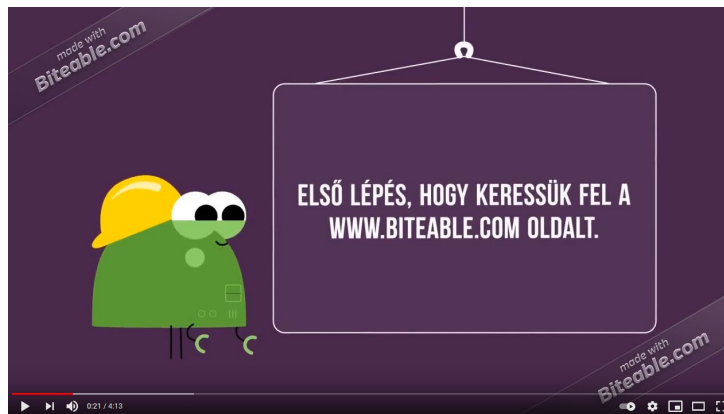 made with
Biteable.com
ELSŐ LÉPÉS, HOGY KERESSÜK FEL A
WWW.BITEABLE.COM OLDALT.
made with
Biteable.com
0:21 / 4:13